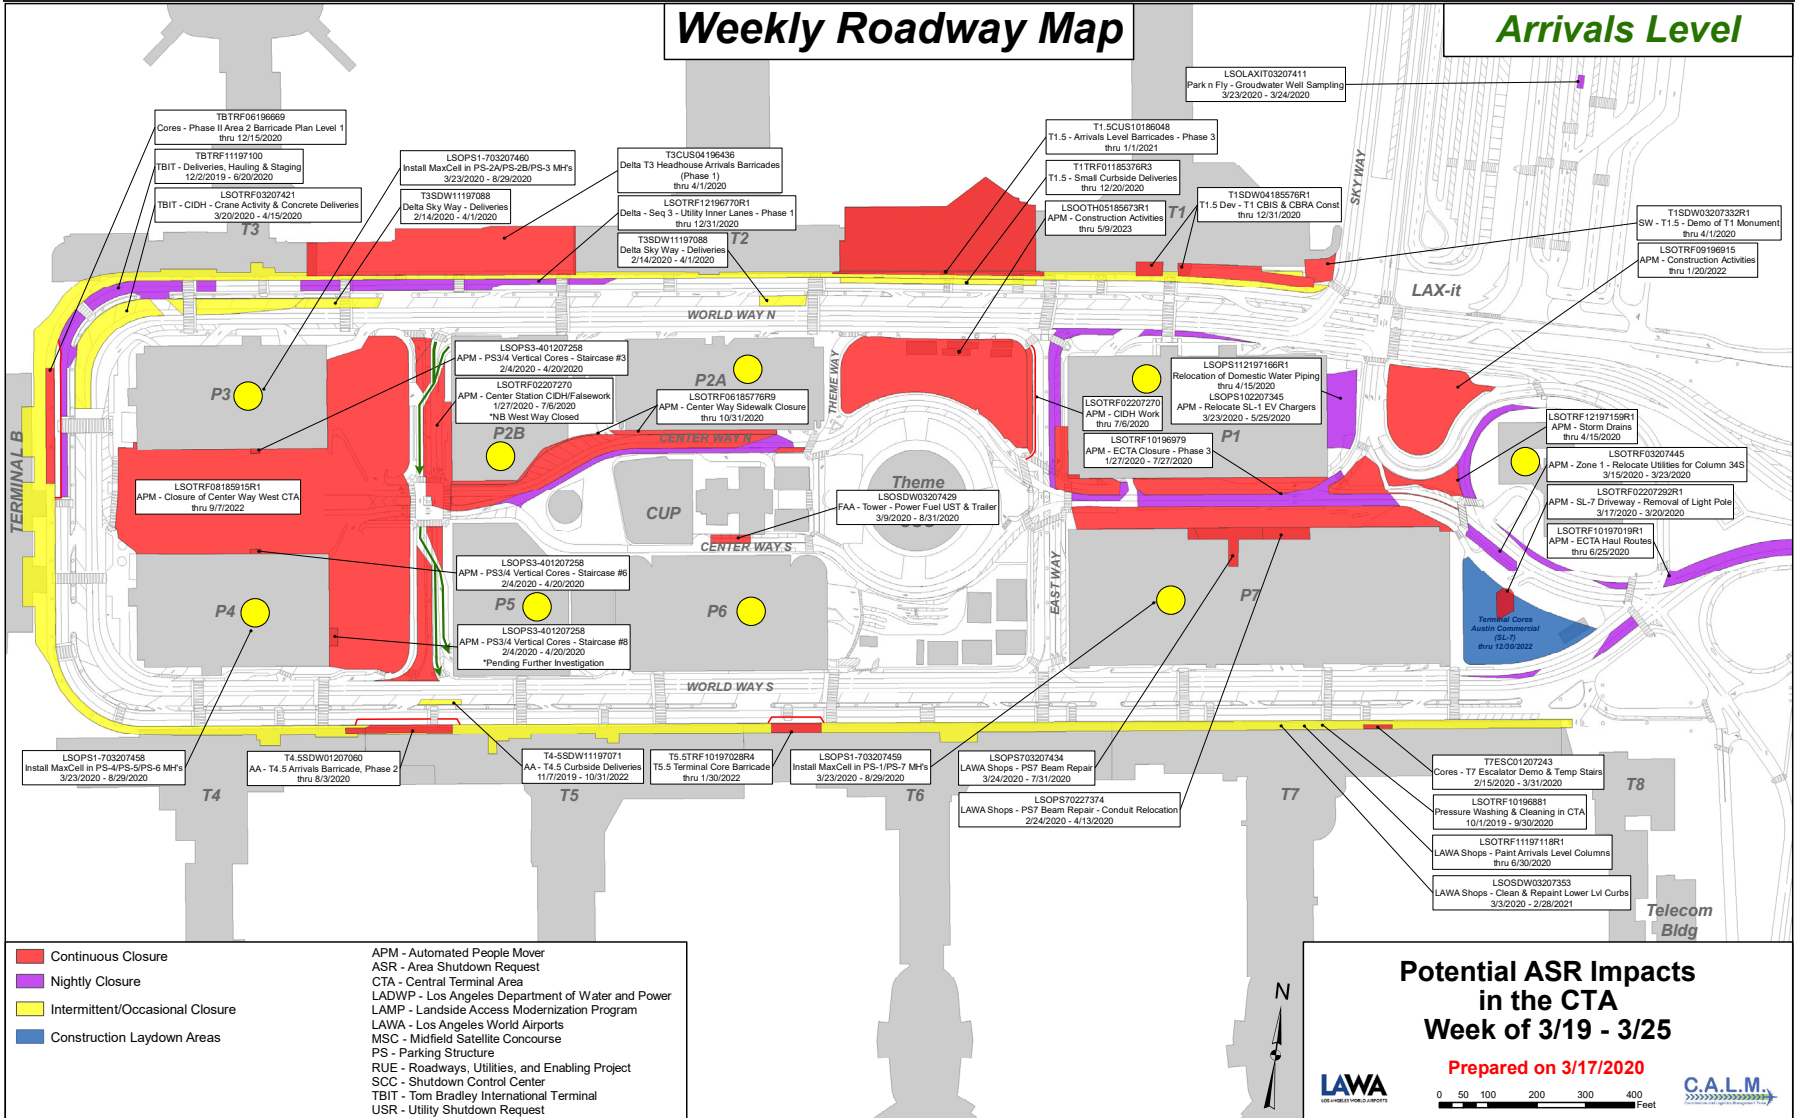 Weekly Roadway Map
Arrivals Level
LSOLAXIT03207411
Park n Fly - Groudwater Well Sampling
3/23/2020 - 3/24/2020
TBTRF06196669
Cores - Phase II Area 2 Barricade Plan Level 1
thru 12/15/2020
TBTRF11197100
TBIT - Deliveries, Hauling & Staging
12/2/2019 - 6/20/2020
LSOTRF03207421
TBIT - CIDH - Crane Activity & Concrete Deliveries
3/20/2020 - 4/15/2020
LSOPS1-703207460
Install MaxCell in PS-2A/PS-2B/PS-3 MH's
3/23/2020 - 8/29/2020
T3SDW11197088
Delta Sky Way - Deliveries
2/14/2020 - 4/1/2020
T3CUS04196436
Delta T3 Headhouse Arrivals Barricades
(Phase 1)
thru 4/1/2020
LSOTRF12196770R1
Delta - Seq 3 - Utility Inner Lanes - Phase 1
thru 12/31/2020
T3SDW11197088
Delta Sky Way - Deliveries
2/14/2020 - 4/1/2020
T1.5CUS10186048
T1.5 - Arrivals Level Barricades - Phase 3
thru 1/1/2021
T1TRF01185376R3
T1.5 - Small Curbside Deliveries
thru 12/20/2020
LSOOTH05185673R1
APM - Construction Activities
thru 5/9/2023
T1SDW04185576R1
T1.5 Dev - T1 CBIS & CBRA Const
thru 12/31/2020
T1SDW03207332R1
SW - T1.5 - Demo of T1 Monument
thru 4/1/2020
LSOTRF09196915
APM - Construction Activities
thru 1/20/2022
T3
T2
T1
SKY WAY
LAX-it
WORLD WAY N
LSOPS3-401207258
APM - PS3/4 Vertical Cores - Staircase #3
2/4/2020 - 4/20/2020
LSOTRF02207270
APM - Center Station CIDH/Falsework
1/27/2020 - 7/6/2020
*NB West Way Closed
LSOTRF06185776R9
APM - Center Way Sidewalk Closure
thru 10/31/2020
LSOPS112197166R1
Relocation of Domestic Water Piping
thru 4/15/2020
LSOPS102207345
APM - Relocate SL-1 EV Chargers
3/23/2020 - 5/25/2020
LSOTRF02207270
APM - CIDH Work
thru 7/6/2020
LSOTRF10196979
APM - ECTA Closure - Phase 3
1/27/2020 - 7/27/2020
LSOTRF12197159R1
APM - Storm Drains
thru 4/15/2020
LSOTRF03207445
APM - Zone 1 - Relocate Utilities for Column 34S
3/15/2020 - 3/23/2020
LSOTRF02207292R1
APM - SL-7 Driveway - Removal of Light Pole
3/17/2020 - 3/20/2020
LSOTRF10197019R1
APM - ECTA Haul Routes
thru 6/25/2020
P3
P2A
P2B
P1
THEME WAY
CENTER WAY N
TERMINAL B
LSOTRF08185915R1
APM - Closure of Center Way West CTA
thru 9/7/2022
CUP
Theme
LSOSDW03207429
FAA - Tower - Power Fuel UST & Trailer
3/9/2020 - 8/31/2020
CENTER WAY S
EAST WAY
LSOPS3-401207258
APM - PS3/4 Vertical Cores - Staircase #6
2/4/2020 - 4/20/2020
P4
P5
P6
P7
LSOPS3-401207258
APM - PS3/4 Vertical Cores - Staircase #8
2/4/2020 - 4/20/2020
*Pending Further Investigation
Terminal Cores
Austin Commercial
(SL-7)
thru 12/30/2022
WORLD WAY S
LSOPS1-703207458
Install MaxCell in PS-4/PS-5/PS-6 MH's
3/23/2020 - 8/29/2020
T4.5SDW01207060
AA - T4.5 Arrivals Barricade, Phase 2
thru 8/3/2020
T4-5SDW11197071
AA - T4.5 Curbside Deliveries
11/7/2019 - 10/31/2022
T5.5TRF10197028R4
T5.5 Terminal Core Barricade
thru 1/30/2022
LSOPS1-703207459
Install MaxCell in PS-1/PS-7 MH's
3/23/2020 - 8/29/2020
LSOPS703207434
LAWA Shops - PS7 Beam Repair
3/24/2020 - 7/31/2020
LSOPS70227374
LAWA Shops - PS7 Beam Repair - Conduit Relocation
2/24/2020 - 4/13/2020
T7ESC01207243
Cores - T7 Escalator Demo & Temp Stairs
2/15/2020 - 3/31/2020
LSOTRF10196881
Pressure Washing & Cleaning in CTA
10/1/2019 - 9/30/2020
LSOTRF11197118R1
LAWA Shops - Paint Arrivals Level Columns
thru 6/30/2020
LSOSDW03207353
LAWA Shops - Clean & Repaint Lower Lvl Curbs
3/3/2020 - 2/28/2021
T4
T5
T6
T7
T8
Telecom
Bldg
Continuous Closure
Nightly Closure
Intermittent/Occasional Closure
Construction Laydown Areas
APM - Automated People Mover
ASR - Area Shutdown Request
CTA - Central Terminal Area
LADWP - Los Angeles Department of Water and Power
LAMP - Landside Access Modernization Program
LAWA - Los Angeles World Airports
MSC - Midfield Satellite Concourse
PS - Parking Structure
RUE - Roadways, Utilities, and Enabling Project
SCC - Shutdown Control Center
TBIT - Tom Bradley International Terminal
USR - Utility Shutdown Request
N
Potential ASR Impacts
in the CTA
Week of 3/19 - 3/25
Prepared on 3/17/2020
LAWA
LOS ANGELES WORLD AIRPORTS
0 50 100 200 300 400
Feet
C.A.L.M.